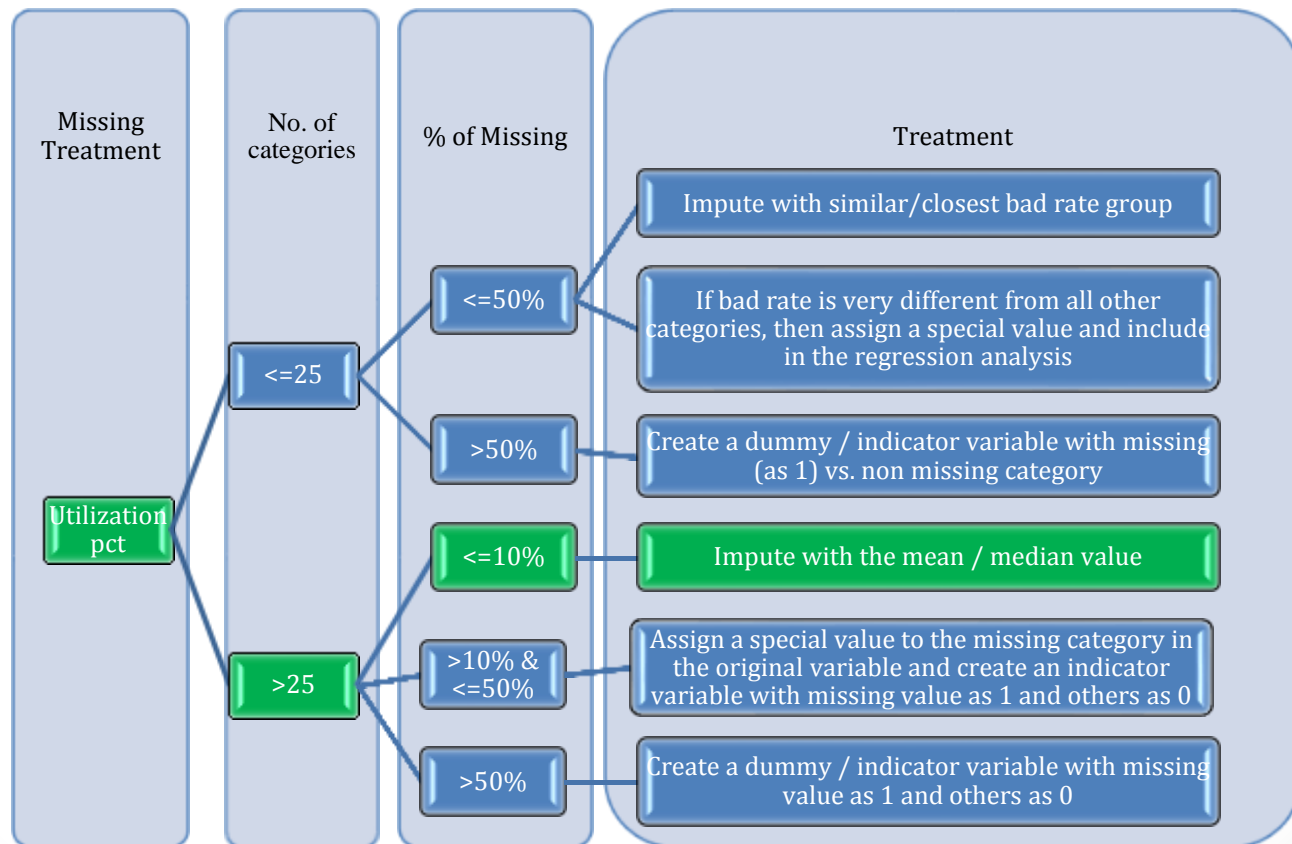 Missing
Treatment
No. of
categories
% of Missing
Treatment
Impute with similar/closest bad rate group
<=50%
If bad rate is very different from all other
categories, then assign a special value and include
in the regression analysis
<=25
>50%
Create a dummy / indicator variable with missing
(as 1) vs. non missing category
Utilization
pct
<=10%
Impute with the mean / median value
>25
>10% &
<=50%
Assign a special value to the missing category in
the original variable and create an indicator
variable with missing value as 1 and others as 0
>50%
Create a dummy / indicator variable with missing
value as 1 and others as 0